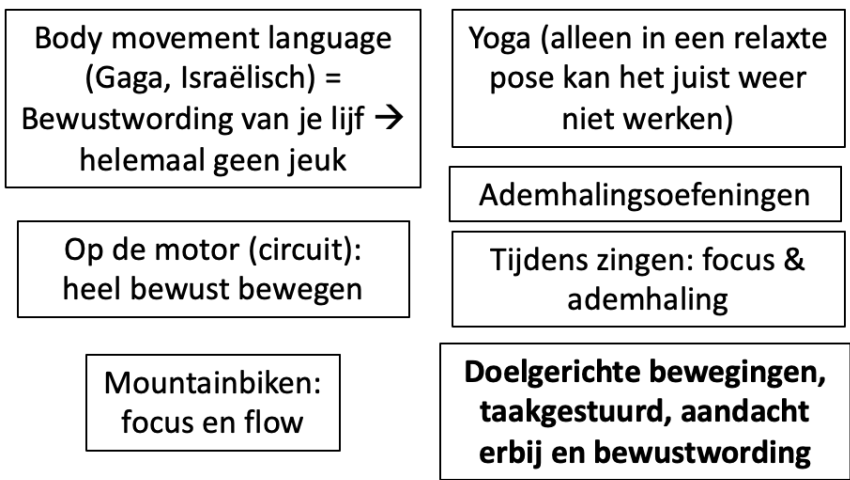 Body movement language
(Gaga, Israëlisch) =
Bewustwording van je lijf →
helemaal geen jeuk
Yoga (alleen in een relaxte
pose kan het juist weer
niet werken)
Ademhalingsoefeningen
Op de motor (circuit):
heel bewust bewegen
Tijdens zingen: focus &
ademhaling
Mountainbiken:
focus en flow
Doelgerichte bewegingen,
taakgestuurd, aandacht
erbij en bewustwording